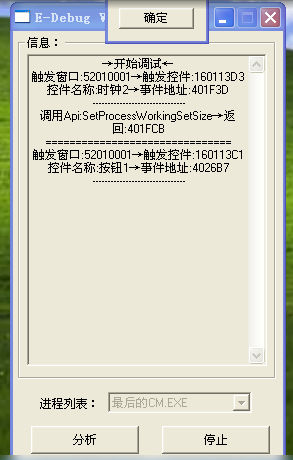 确定
E-Debug
信息：
→开始调试←
触发窗口:52010001→触发控件:160113D3
控件名称:时钟2→事件地址:401F3D
------------------------------
调用Api:SetProcessWorkingSetSize→返
回:401FCB
==============================
触发窗口:52010001→触发控件:160113C1
控件名称:按钮1→事件地址:4026B7
------------------------------
进程列表：
最后的CM.EXE
分析
停止